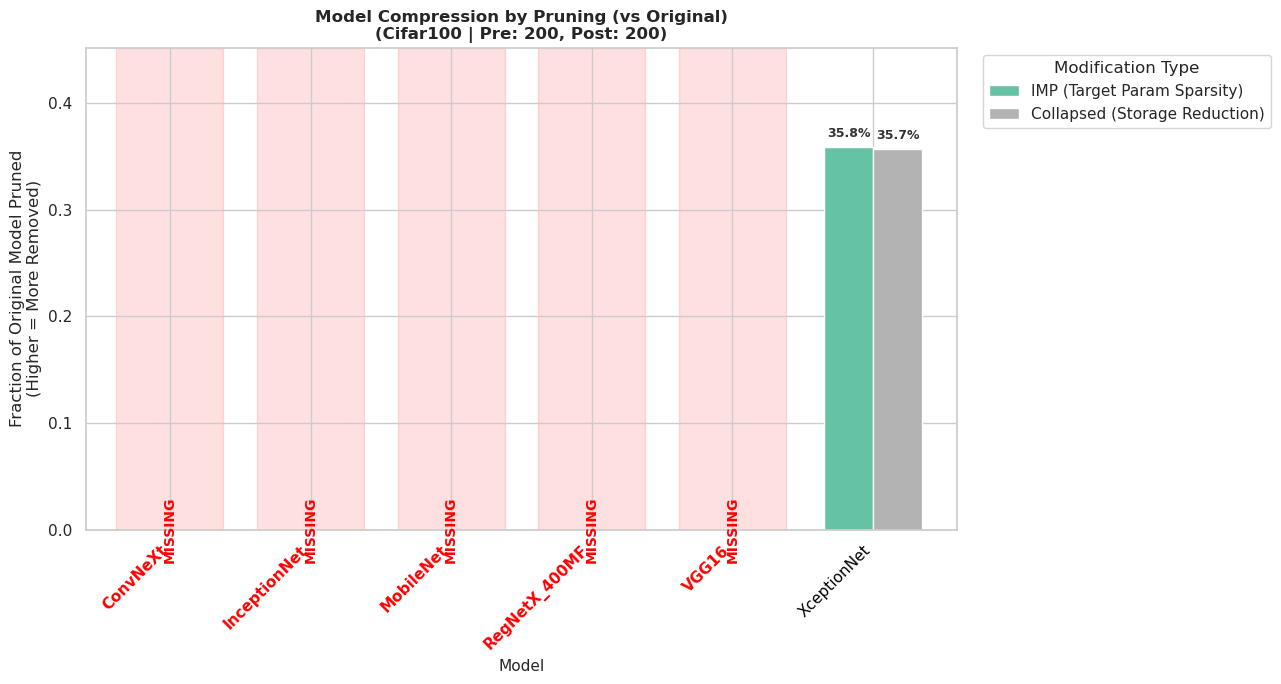 Model Compression by Pruning (vs Original)
(Cifar100 | Pre: 200, Post: 200)
Fraction of Original Model Pruned
(Higher = More Removed)
0.4
0.3
0.2
0.1
0.0
35.8%
35.7%
MISSING
MISSING
MISSING
MISSING
MISSING
ConvNeXt
InceptionNet
MobileNet
RegNetX_400MF
VGG16
XceptionNet
Model
Modification Type
IMP (Target Param Sparsity)
Collapsed (Storage Reduction)